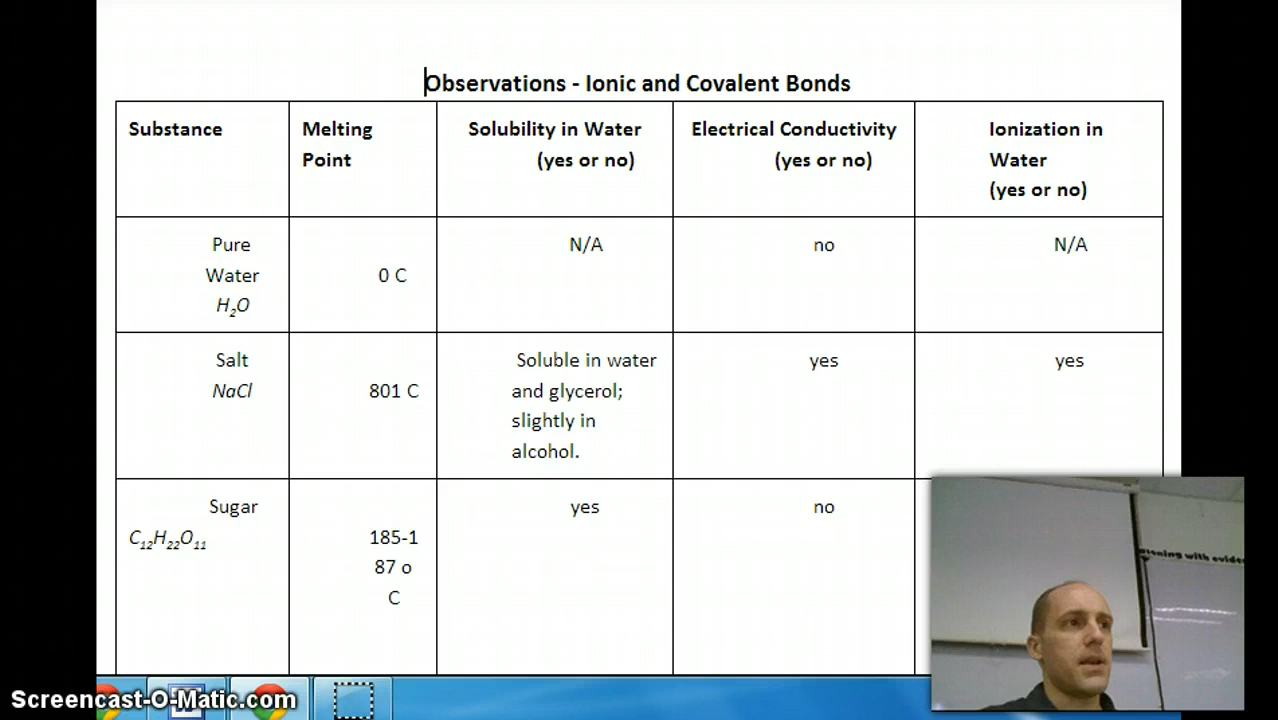 Observations - Ionic and Covalent Bonds
Substance
Melting
Point
Solubility in Water
(yes or no)
Electrical Conductivity
(yes or no)
Ionization in
Water
(yes or no)
Pure
Water
H₂O
0 C
N/A
no
N/A
Salt
NaCl
801 C
Soluble in water
and glycerol;
slightly in
alcohol.
yes
yes
Sugar
C₁₂H₂₂O₁₁
185-1
87 o
C
yes
no
Screencast-O-Matic.com